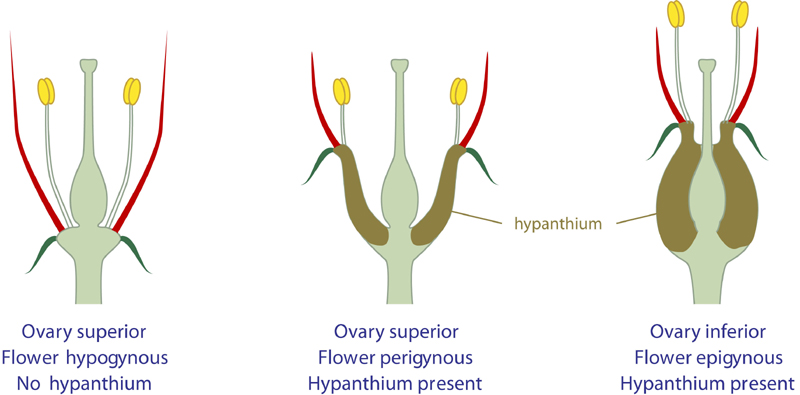 hypanthium
Ovary superior
Flower hypogynous
No hypanthium
Ovary superior
Flower perigynous
Hypanthium present
Ovary inferior
Flower epigynous
Hypanthium present